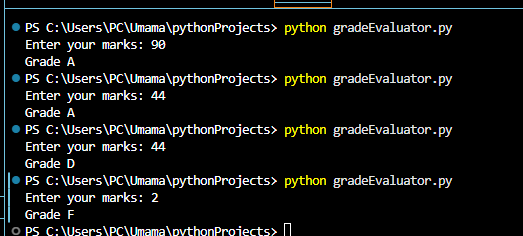 PS C:\Users\PC\Umama\pythonProjects> python gradeEvaluator.py
Enter your marks: 90
Grade A
PS C:\Users\PC\Umama\pythonProjects> python gradeEvaluator.py
Enter your marks: 44
Grade A
PS C:\Users\PC\Umama\pythonProjects> python gradeEvaluator.py
Enter your marks: 44
Grade D
PS C:\Users\PC\Umama\pythonProjects> python gradeEvaluator.py
Enter your marks: 2
Grade F
PS C:\Users\PC\Umama\pythonProjects>